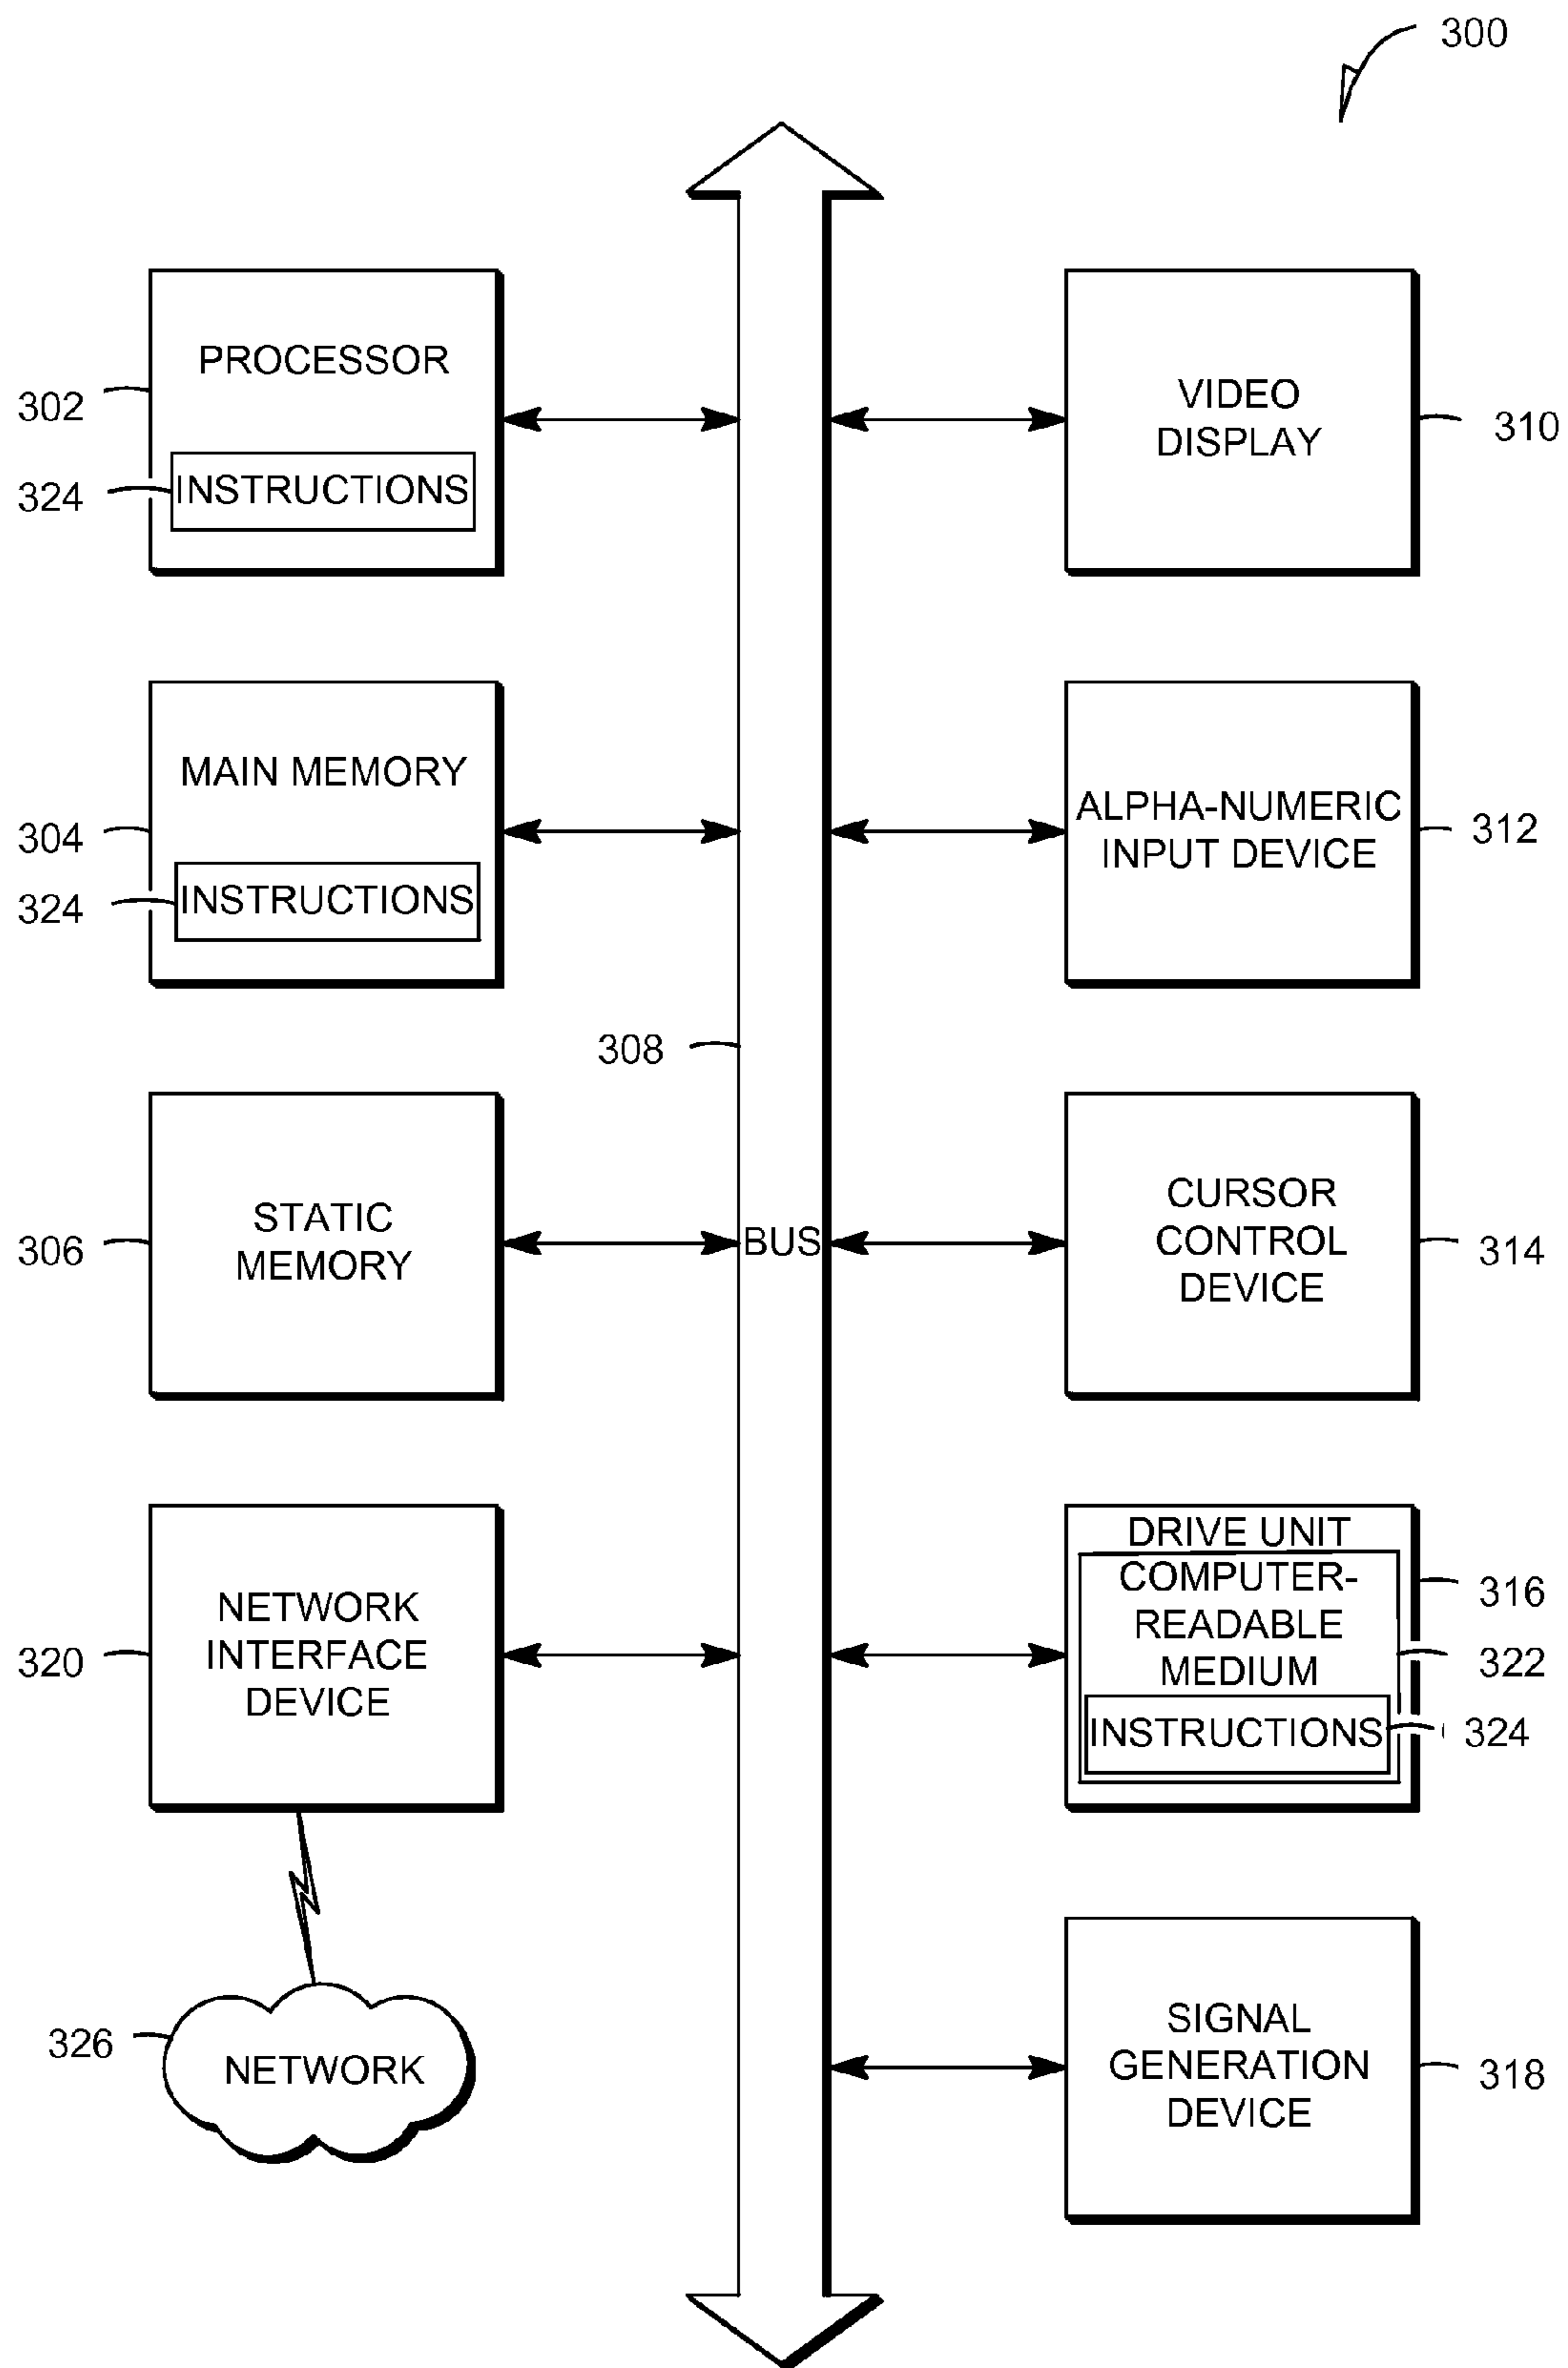 300
PROCESSOR
302
324
INSTRUCTIONS
MAIN MEMORY
304
324
INSTRUCTIONS
308
STATIC
MEMORY
306
BUS
NETWORK
INTERFACE
DEVICE
320
326
NETWORK
VIDEO
DISPLAY
310
ALPHA-NUMERIC
INPUT DEVICE
312
CURSOR
CONTROL
DEVICE
314
DRIVE UNIT
COMPUTER-
READABLE
MEDIUM
316
322
INSTRUCTIONS
324
SIGNAL
GENERATION
DEVICE
318